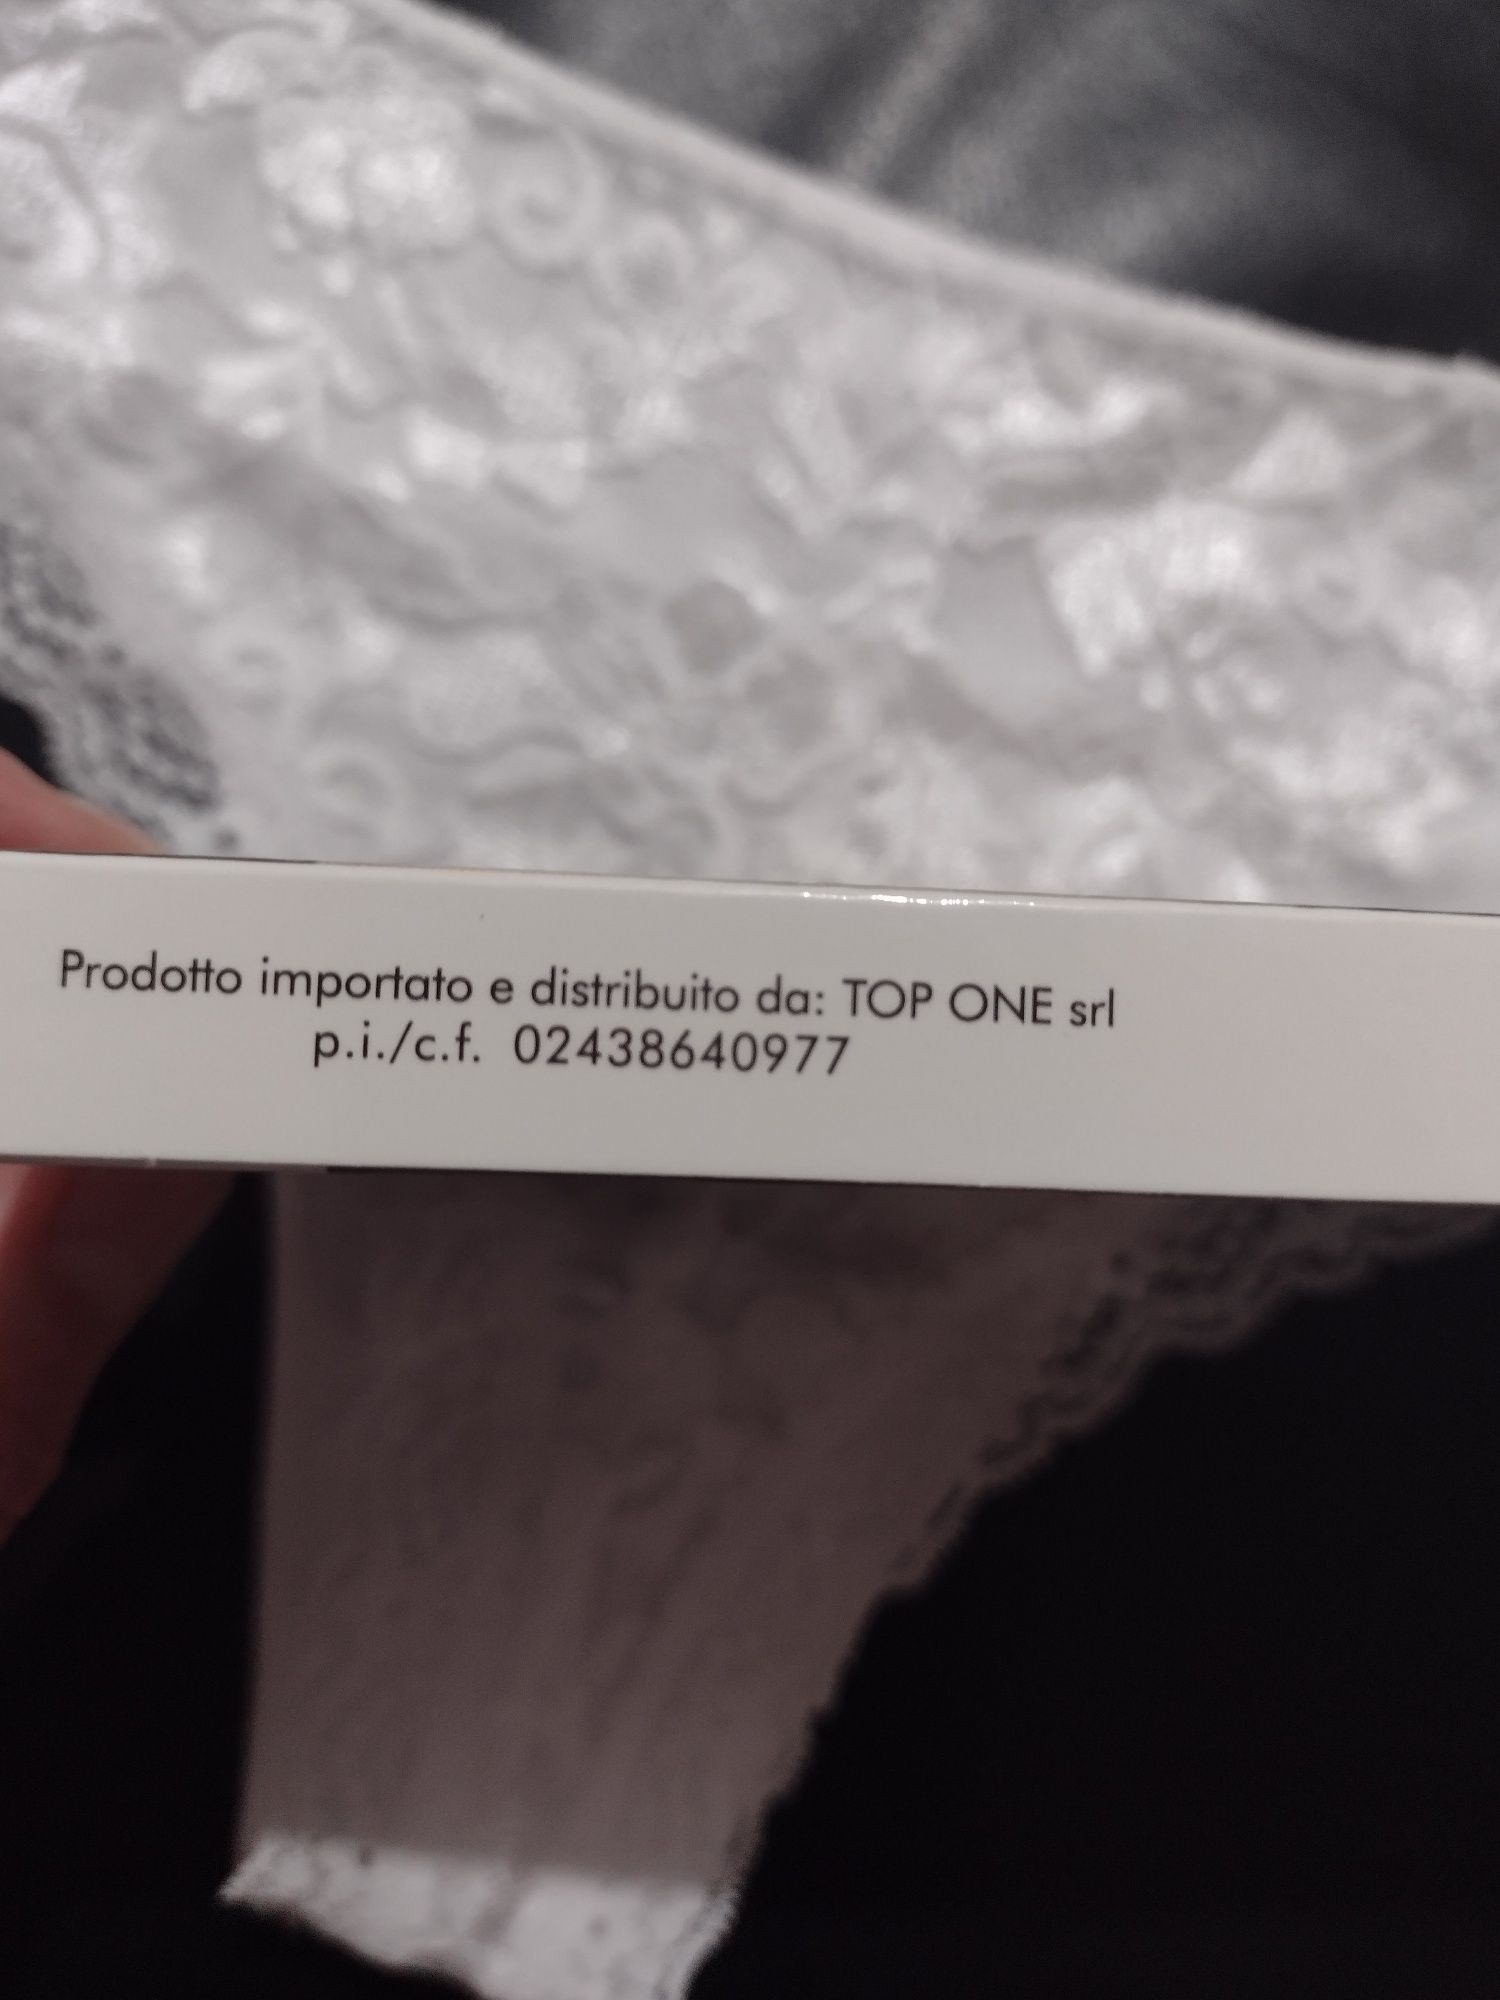 Prodotto importato e distribuito da: TOP ONE srl
p.i./c.f. 02438640977